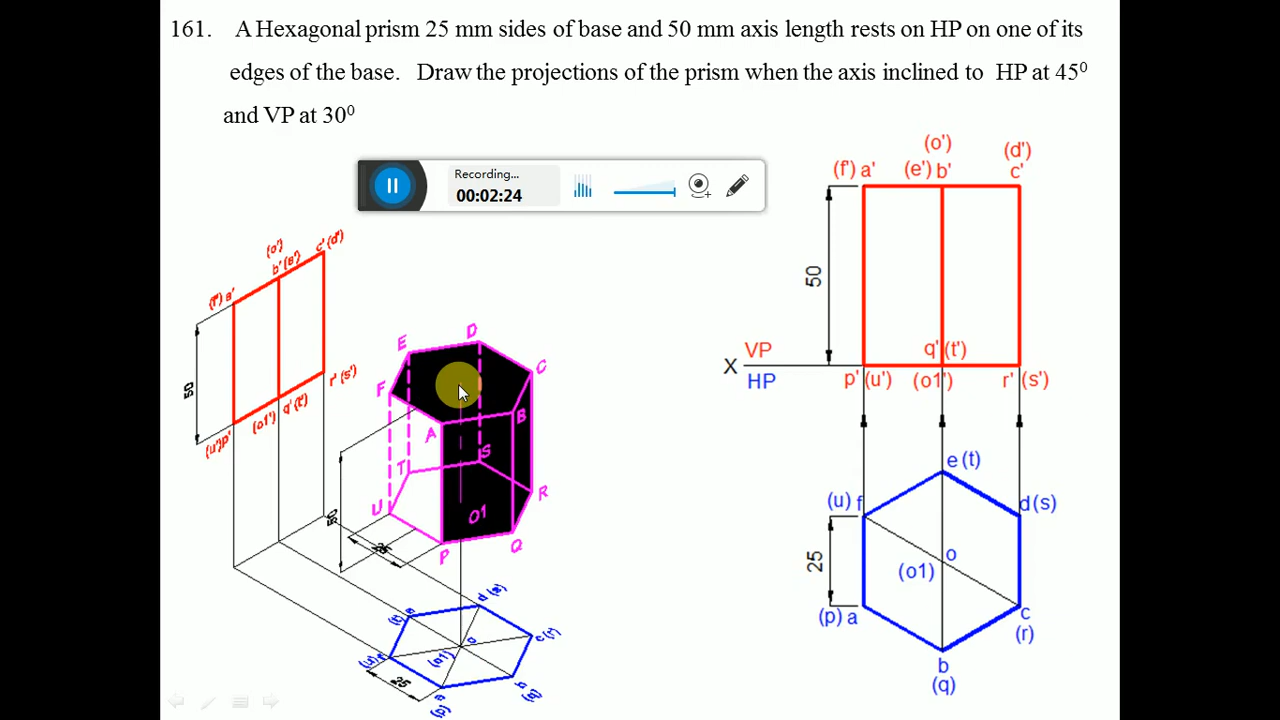 161. A Hexagonal prism 25 mm sides of base and 50 mm axis length rests on HP on one of its
edges of the base. Draw the projections of the prism when the axis inclined to HP at 45⁰
and VP at 30⁰
Recording...
00:02:24
(o')
(d')
(f') a'
(e') b'
c'
50
VP
X
HP
q' (t')
p' (u')
(o1')
r' (s')
e (t)
(u) f
d (s)
25
o
(o1)
(p) a
c
(r)
b
(q)
(o')
c' (d')
b' (e')
(f') a'
50
r' (s')
q' (t')
(o1')
(u') p'
D
E
C
F
B
A
S
T
R
U
O1
P
Q
50
25
d (s)
(t)
c (r)
o
(o1)
(u) f
25
(p)